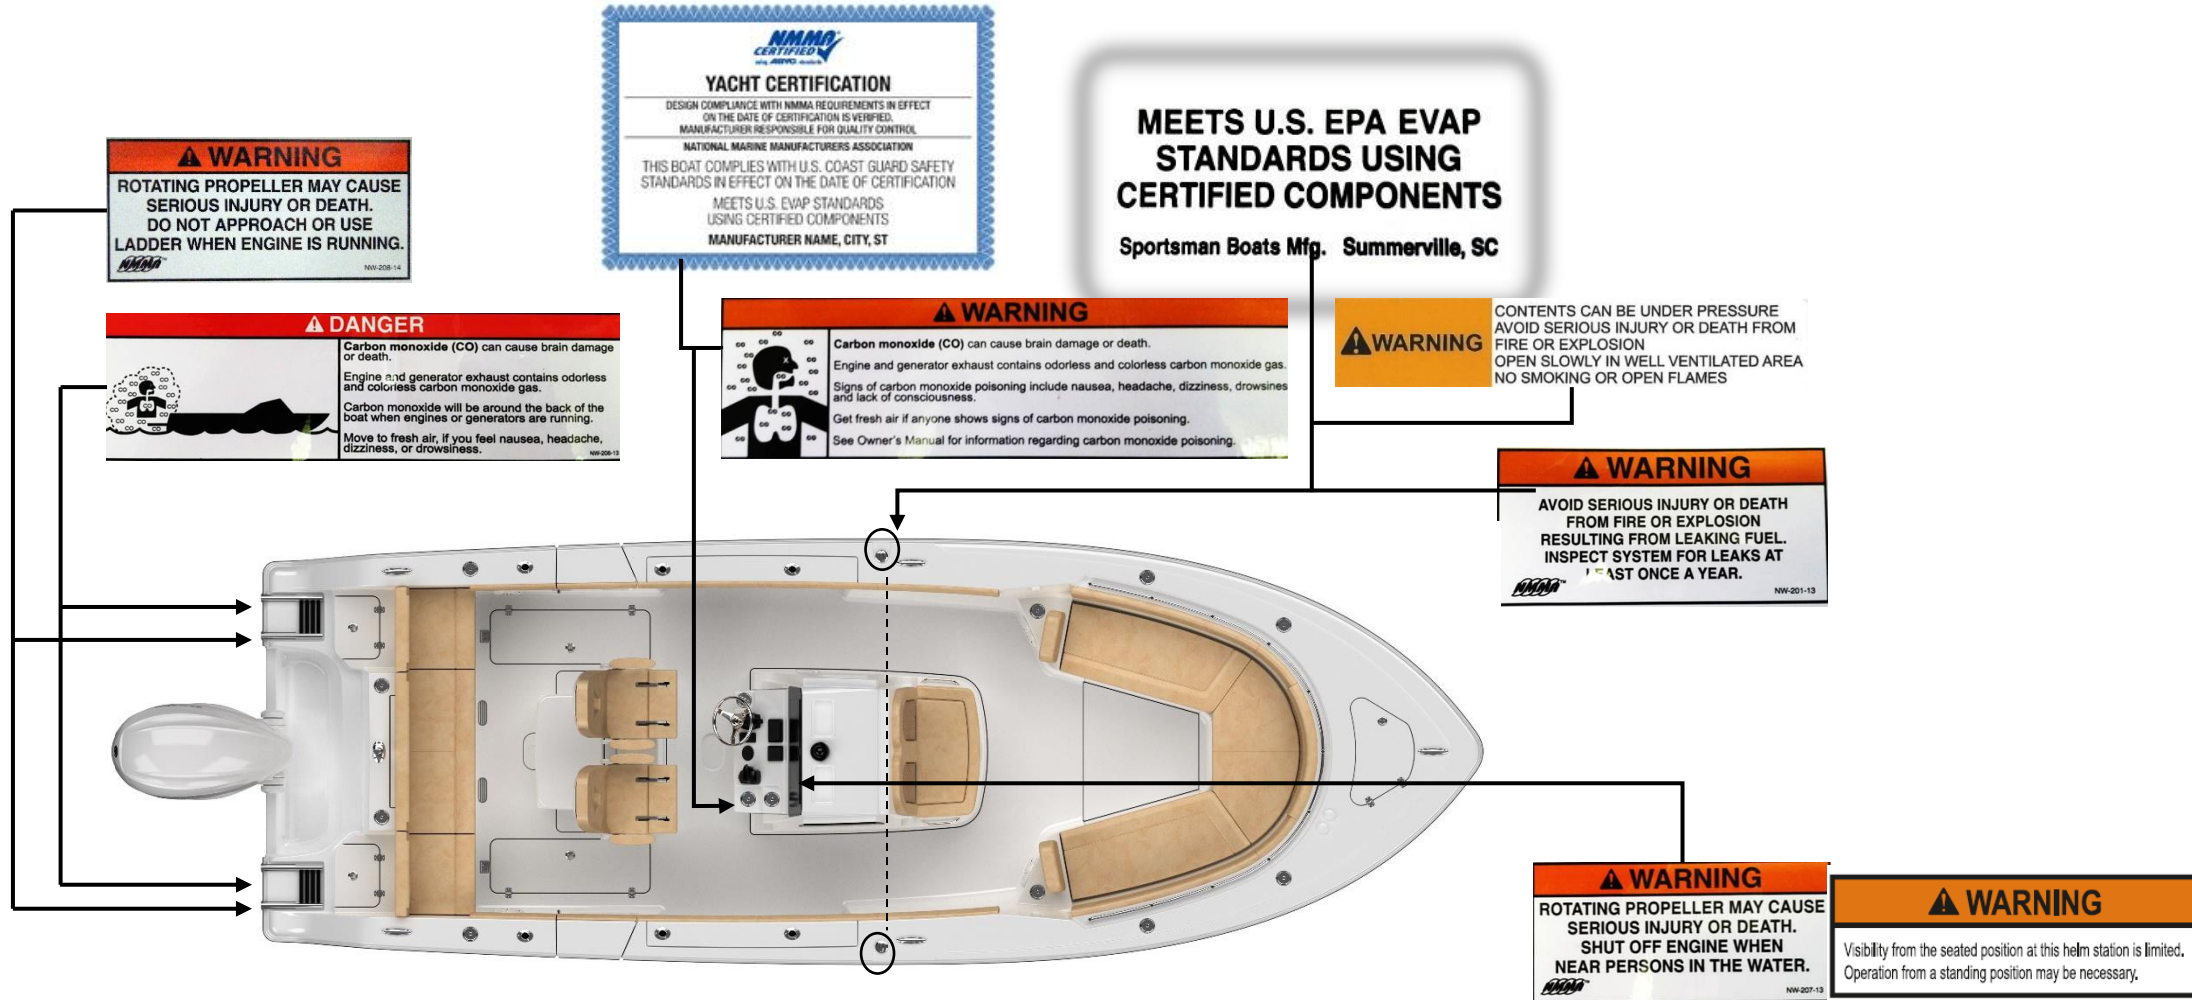 NMMA
CERTIFIED
using ABYC standards
YACHT CERTIFICATION
DESIGN COMPLIANCE WITH NMMA REQUIREMENTS IN EFFECT
ON THE DATE OF CERTIFICATION IS VERIFIED.
MANUFACTURER RESPONSIBLE FOR QUALITY CONTROL
NATIONAL MARINE MANUFACTURERS ASSOCIATION
THIS BOAT COMPLIES WITH U.S. COAST GUARD SAFETY
STANDARDS IN EFFECT ON THE DATE OF CERTIFICATION
MEETS U.S. EVAP STANDARDS
USING CERTIFIED COMPONENTS
MANUFACTURER NAME, CITY, ST
MEETS U.S. EPA EVAP
STANDARDS USING
CERTIFIED COMPONENTS
Sportsman Boats Mfg. Summerville, SC
WARNING
ROTATING PROPELLER MAY CAUSE
SERIOUS INJURY OR DEATH.
DO NOT APPROACH OR USE
LADDER WHEN ENGINE IS RUNNING.
NMMA™
NW-208-14
DANGER
Carbon monoxide (CO) can cause brain damage
or death.
Engine and generator exhaust contains odorless
and colorless carbon monoxide gas.
Carbon monoxide will be around the back of the
boat when engines or generators are running.
Move to fresh air, if you feel nausea, headache,
dizziness, or drowsiness.
WARNING
Carbon monoxide (CO) can cause brain damage or death.
Engine and generator exhaust contains odorless and colorless carbon monoxide gas.
Signs of carbon monoxide poisoning include nausea, headache, dizziness, drowsines
and lack of consciousness.
Get fresh air if anyone shows signs of carbon monoxide poisoning.
See Owner's Manual for information regarding carbon monoxide poisoning.
WARNING
CONTENTS CAN BE UNDER PRESSURE
AVOID SERIOUS INJURY OR DEATH FROM
FIRE OR EXPLOSION
OPEN SLOWLY IN WELL VENTILATED AREA
NO SMOKING OR OPEN FLAMES
WARNING
AVOID SERIOUS INJURY OR DEATH
FROM FIRE OR EXPLOSION
RESULTING FROM LEAKING FUEL.
INSPECT SYSTEM FOR LEAKS AT
LEAST ONCE A YEAR.
NMMA™
NW-201-13
WARNING
ROTATING PROPELLER MAY CAUSE
SERIOUS INJURY OR DEATH.
SHUT OFF ENGINE WHEN
NEAR PERSONS IN THE WATER.
NMMA™
NW-207-13
WARNING
Visibility from the seated position at this helm station is limited.
Operation from a standing position may be necessary.